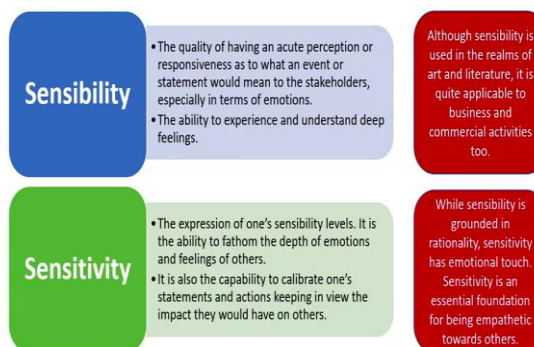 Sensibility
•The quality of having an acute perception or
responsiveness as to what an event or
statement would mean to the stakeholders,
especially in terms of emotions.
•The ability to experience and understand deep
feelings.
Although sensibility is
used in the realms of
art and literature, it is
quite applicable to
business and
commercial activities
too.
Sensitivity
•The expression of one's sensibility levels. It is
the ability to fathom the depth of emotions
and feelings of others.
•It is also the capability to calibrate one's
statements and actions keeping in view the
impact they would have on others.
While sensibility is
grounded in
rationality, sensitivity
has emotional touch.
Sensitivity is an
essential foundation
for being empathetic
towards others.